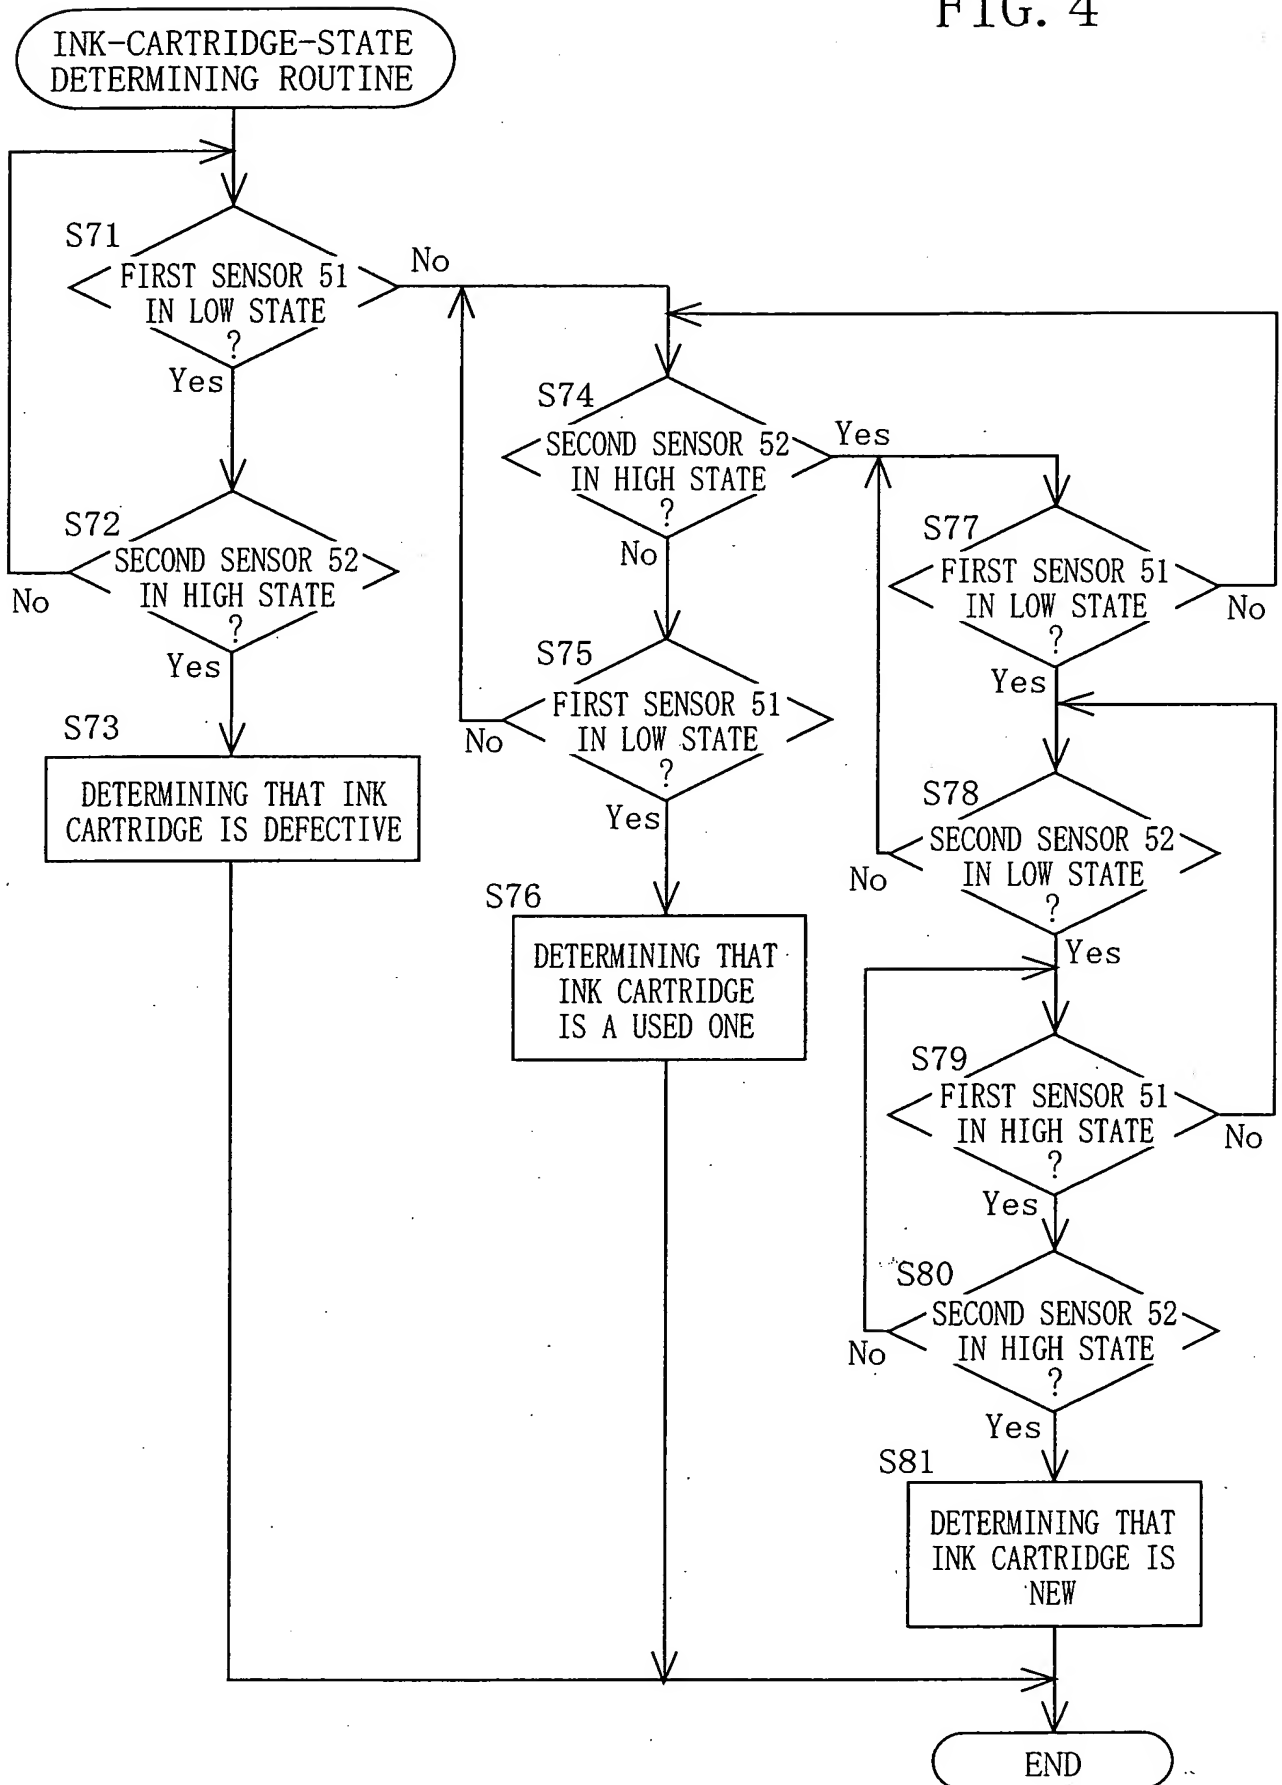 FIG. 4
INK-CARTRIDGE-STATE
DETERMINING ROUTINE
S71
FIRST SENSOR 51
IN LOW STATE
?
No
Yes
S72
SECOND SENSOR 52
IN HIGH STATE
?
No
Yes
S73
DETERMINING THAT INK
CARTRIDGE IS DEFECTIVE
S74
SECOND SENSOR 52
IN HIGH STATE
?
Yes
No
S75
FIRST SENSOR 51
IN LOW STATE
?
No
Yes
S76
DETERMINING THAT
INK CARTRIDGE
IS A USED ONE
S77
FIRST SENSOR 51
IN LOW STATE
?
No
Yes
S78
SECOND SENSOR 52
IN LOW STATE
?
No
Yes
S79
FIRST SENSOR 51
IN HIGH STATE
?
No
Yes
S80
SECOND SENSOR 52
IN HIGH STATE
?
No
Yes
S81
DETERMINING THAT
INK CARTRIDGE IS
NEW
END